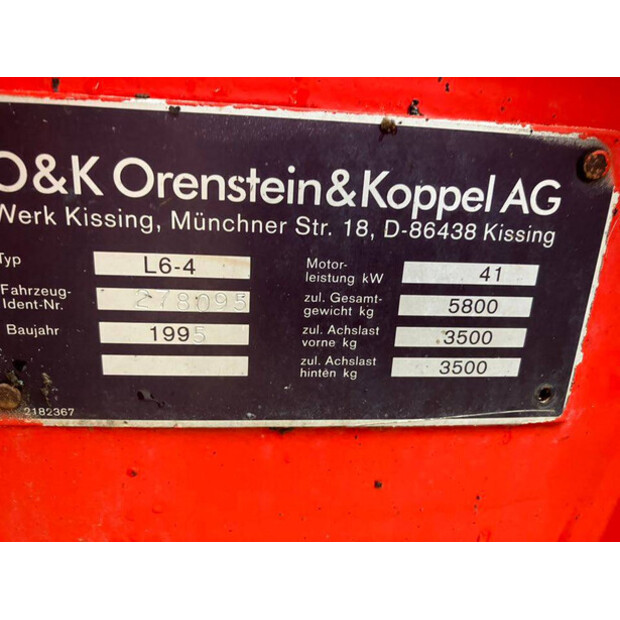 O&K Orenstein&Koppel AG
Werk Kissing, Münchner Str. 18, D-86438 Kissing
Typ L6-4
Fahrzeug-
Ident-Nr. 278095
Baujahr 1995
Motor-
leistung kW 41
zul. Gesamt-
gewicht kg 5800
zul. Achslast
vorne kg 3500
zul. Achslast
hinten kg 3500
2182367